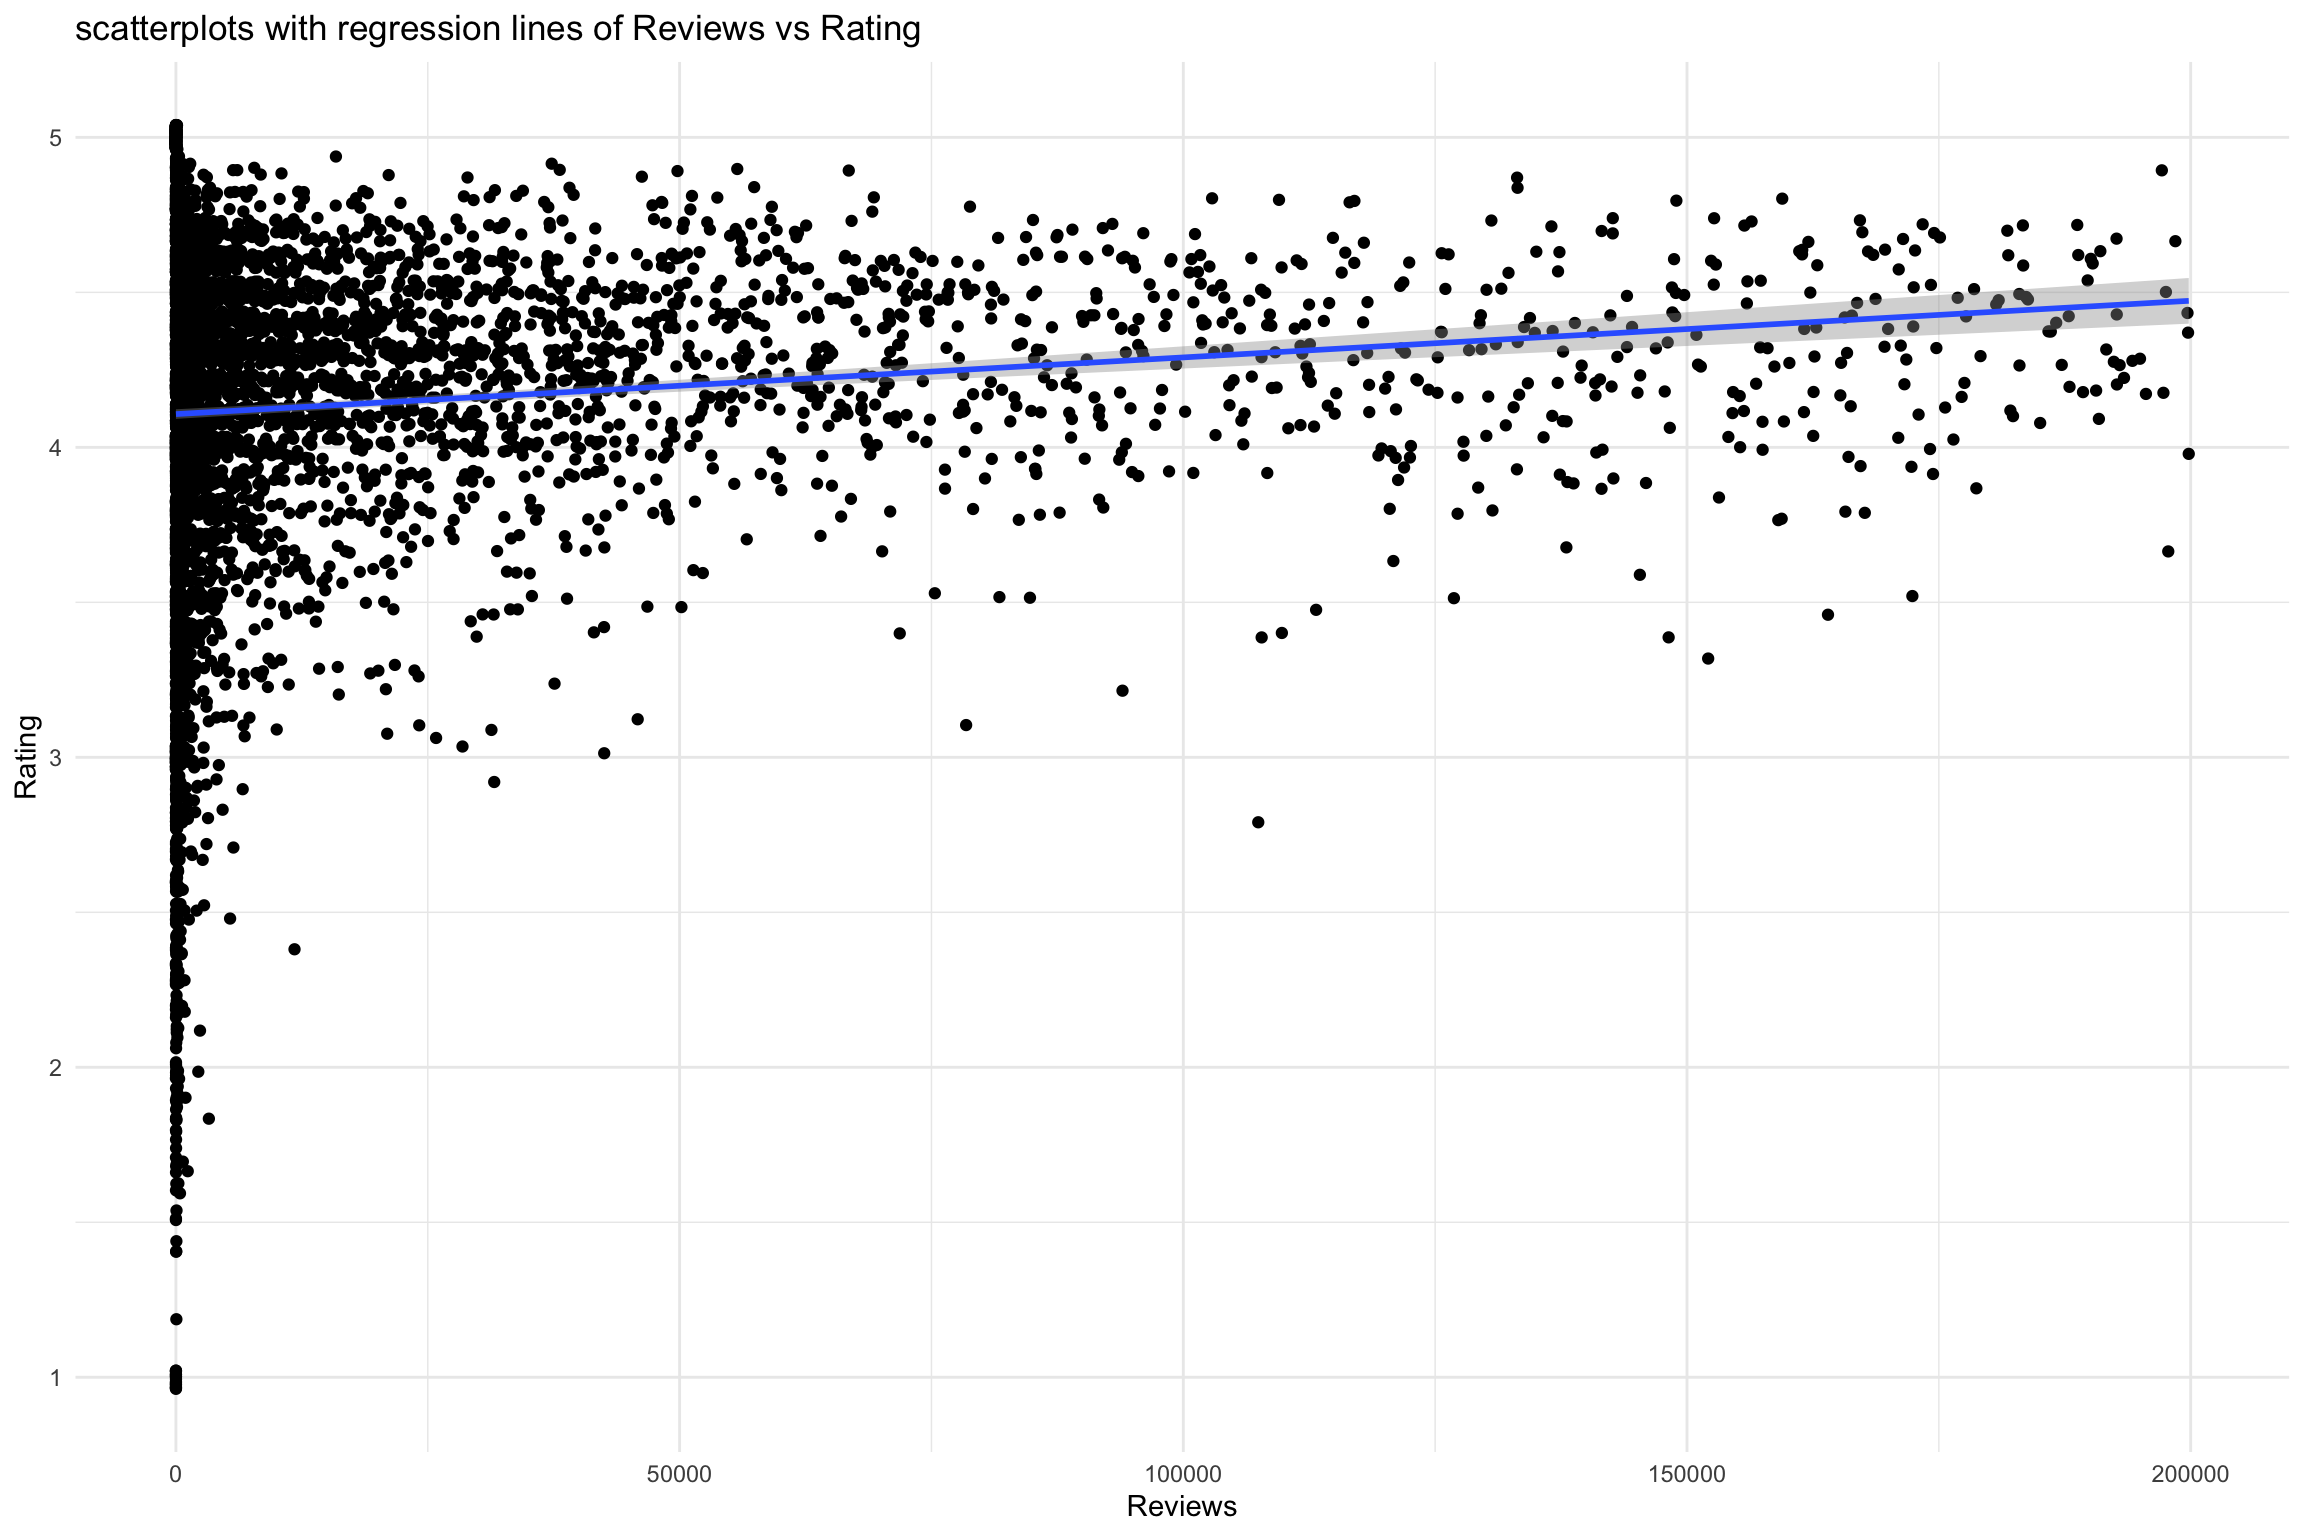 scatterplots with regression lines of Reviews vs Rating
5
4
3
2
1
Rating
0 50000 100000 150000 200000
Reviews